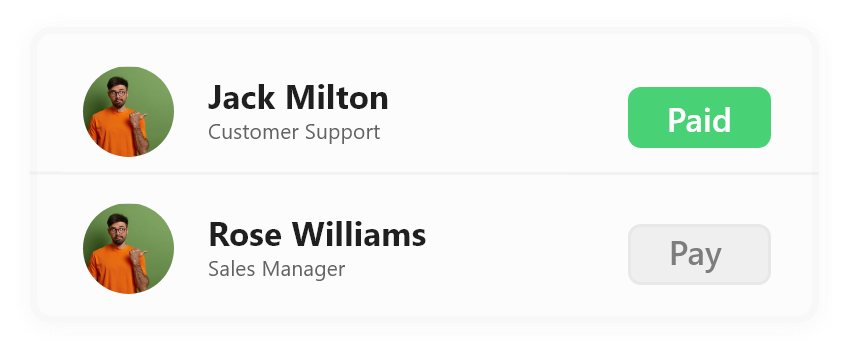 Jack Milton
Customer Support
Paid
Rose Williams
Sales Manager
Pay